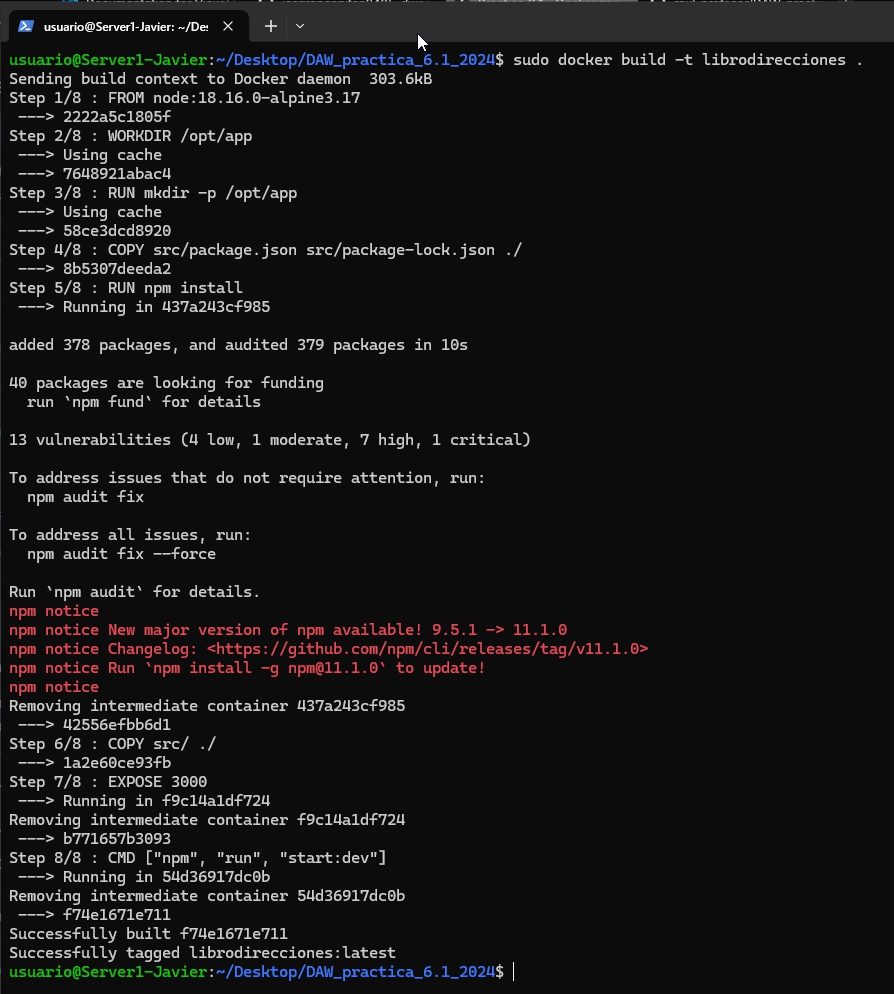 usuario@Server1-Javier: ~/De:
usuario@Server1-Javier:~/Desktop/DAW_practica_6.1_2024$ sudo docker build -t librodirecciones .
Sending build context to Docker daemon  303.6kB
Step 1/8 : FROM node:18.16.0-alpine3.17
 ---> 2222a5c1805f
Step 2/8 : WORKDIR /opt/app
 ---> Using cache
 ---> 7648921abac4
Step 3/8 : RUN mkdir -p /opt/app
 ---> Using cache
 ---> 58ce3dcd8920
Step 4/8 : COPY src/package.json src/package-lock.json ./
 ---> 8b5307deeda2
Step 5/8 : RUN npm install
 ---> Running in 437a243cf985
added 378 packages, and audited 379 packages in 10s
40 packages are looking for funding
  run `npm fund` for details
13 vulnerabilities (4 low, 1 moderate, 7 high, 1 critical)
To address issues that do not require attention, run:
  npm audit fix
To address all issues, run:
  npm audit fix --force
Run `npm audit` for details.
npm notice
npm notice New major version of npm available! 9.5.1 -> 11.1.0
npm notice Changelog: <https://github.com/npm/cli/releases/tag/v11.1.0>
npm notice Run `npm install -g npm@11.1.0` to update!
npm notice
Removing intermediate container 437a243cf985
 ---> 42556efbb6d1
Step 6/8 : COPY src/ ./
 ---> 1a2e60ce93fb
Step 7/8 : EXPOSE 3000
 ---> Running in f9c14a1df724
Removing intermediate container f9c14a1df724
 ---> b771657b3093
Step 8/8 : CMD ["npm", "run", "start:dev"]
 ---> Running in 54d36917dc0b
Removing intermediate container 54d36917dc0b
 ---> f74e1671e711
Successfully built f74e1671e711
Successfully tagged librodirecciones:latest
usuario@Server1-Javier:~/Desktop/DAW_practica_6.1_2024$